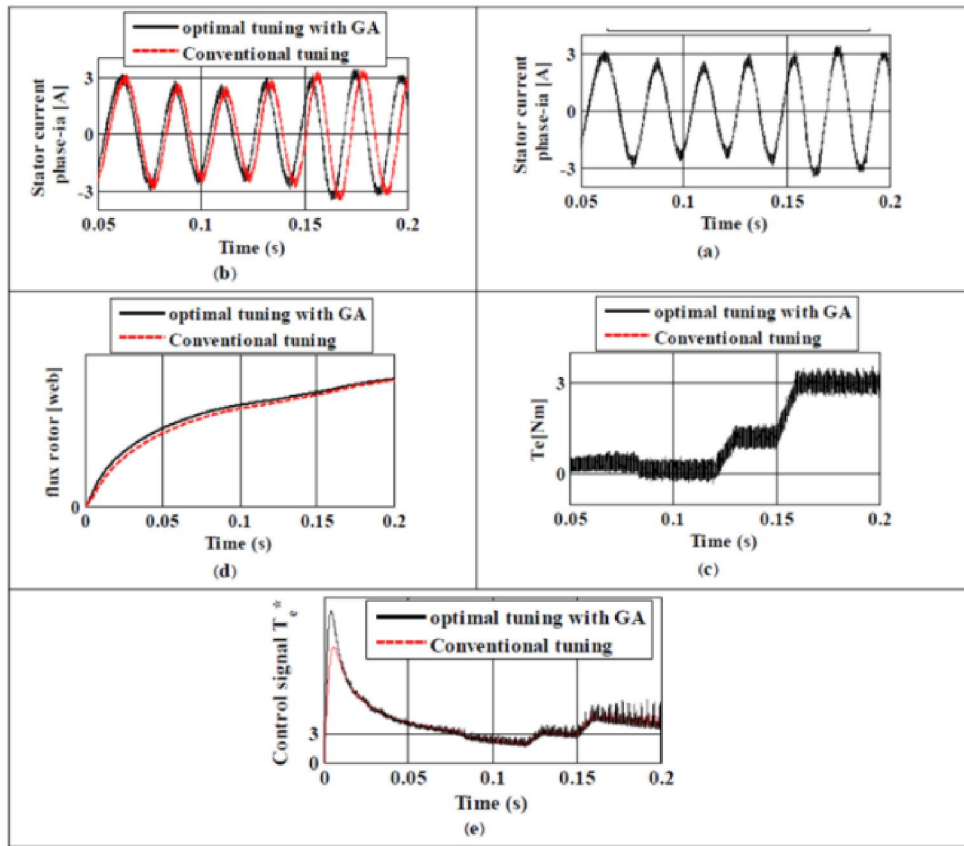 optimal tuning with GA
Conventional tuning
Stator current
phase-ia [A]
3
0
-3
0.05
0.1
0.15
0.2
Time (s)
(b)
Stator current
phase-ia [A]
3
0
-3
0.05
0.1
0.15
0.2
Time (s)
(a)
optimal tuning with GA
Conventional tuning
flux rotor [web]
0
0
0.05
0.1
0.15
0.2
Time (s)
(d)
optimal tuning with GA
Conventional tuning
Te[Nm]
3
0
0.05
0.1
0.15
0.2
Time (s)
(c)
optimal tuning with GA
Conventional tuning
Control signal T_e*
3
0
0.05
0.1
0.15
0.2
Time (s)
(e)